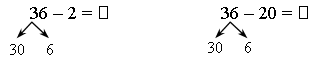 36 – 2 = □ 36 – 20 = □
30 6 30 6